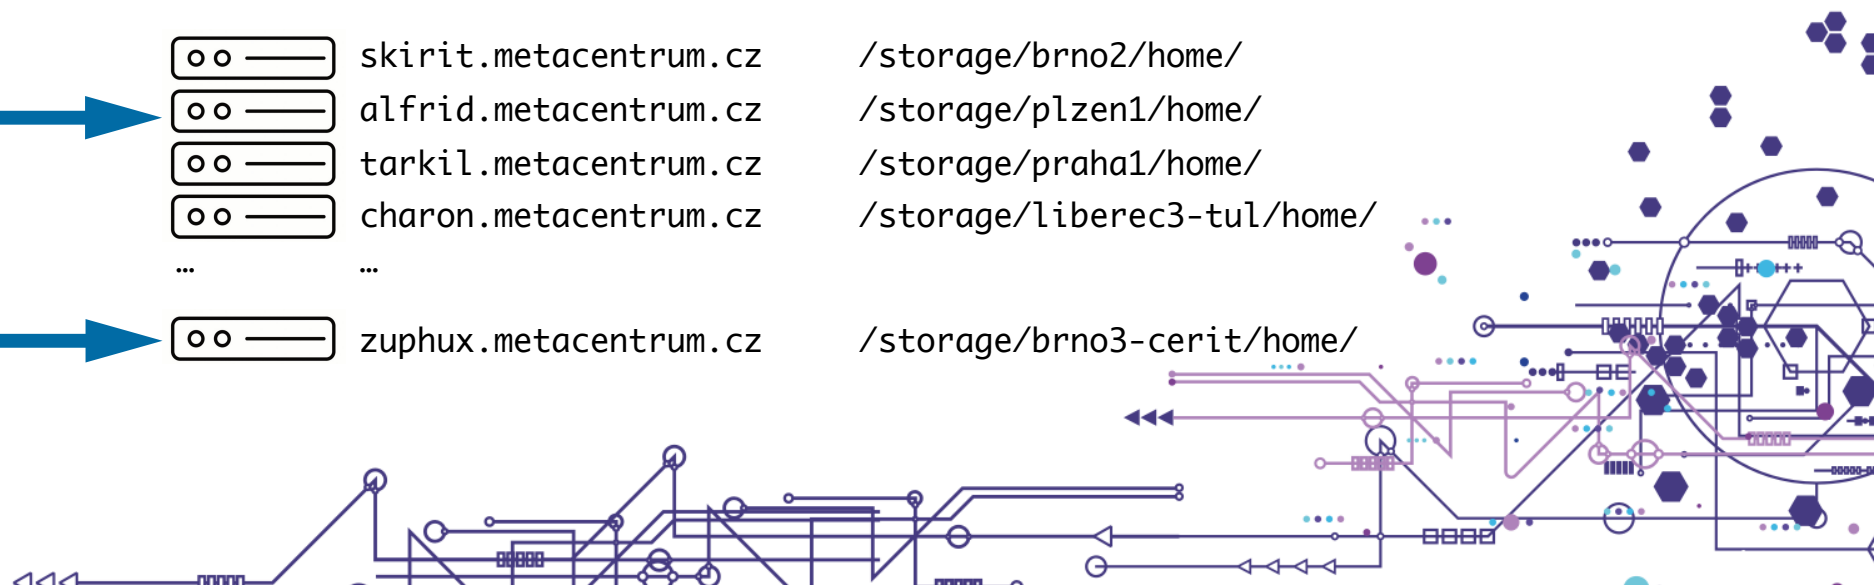 skirit.metacentrum.cz /storage/brno2/home/
alfrid.metacentrum.cz /storage/plzen1/home/
tarkil.metacentrum.cz /storage/praha1/home/
charon.metacentrum.cz /storage/liberec3-tul/home/
… …
zuphux.metacentrum.cz /storage/brno3-cerit/home/